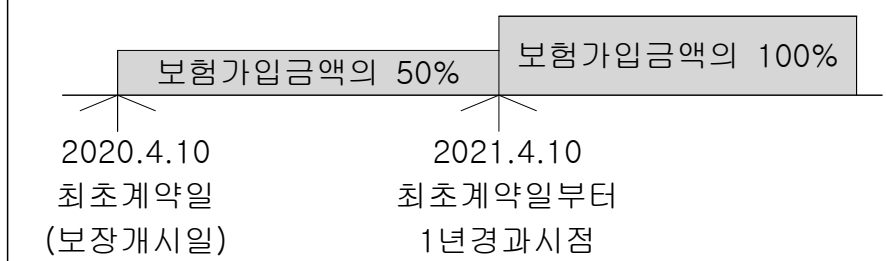 보험가입금액의 50%
보험가입금액의 100%
2020.4.10
최초계약일
(보장개시일)
2021.4.10
최초계약일부터
1년경과시점